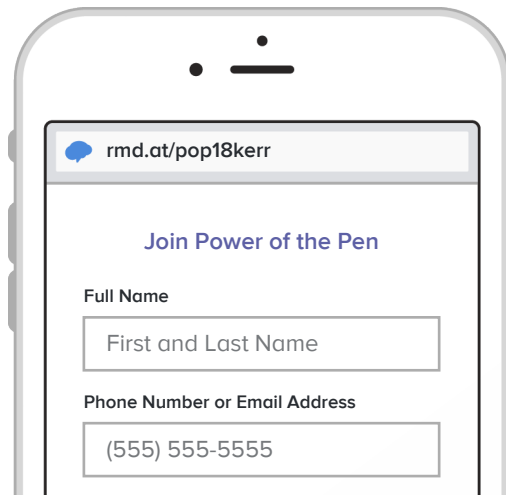 rmd.at/pop18kerr
Join Power of the Pen
Full Name
First and Last Name
Phone Number or Email Address
(555) 555-5555